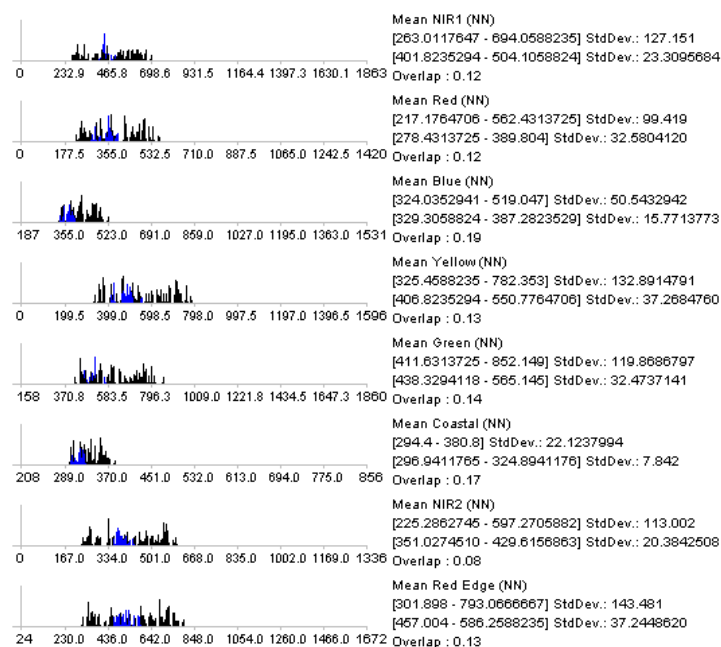 Mean NIR1 (NN)
[263.0117647 - 694.0588235] StdDev.: 127.151
[401.8235294 - 504.1058824] StdDev.: 23.3095684
0 232.9 465.8 698.6 931.5 1164.4 1397.3 1630.1 1863
Overlap : 0.12
Mean Red (NN)
[217.1764706 - 562.4313725] StdDev.: 99.419
[278.4313725 - 389.804] StdDev.: 32.5804120
0 177.5 355.0 532.5 710.0 887.5 1065.0 1242.5 1420
Overlap : 0.12
Mean Blue (NN)
[324.0352941 - 519.047] StdDev.: 50.5432942
[329.3058824 - 387.2823529] StdDev.: 15.7713773
187 355.0 523.0 691.0 859.0 1027.0 1195.0 1363.0 1531
Overlap : 0.19
Mean Yellow (NN)
[325.4588235 - 782.353] StdDev.: 132.8914791
[406.8235294 - 550.7764706] StdDev.: 37.2684760
0 199.5 399.0 598.5 798.0 997.5 1197.0 1396.5 1596
Overlap : 0.13
Mean Green (NN)
[411.6313725 - 852.149] StdDev.: 119.8686797
[438.3294118 - 565.145] StdDev.: 32.4737141
158 370.8 583.5 796.3 1009.0 1221.8 1434.5 1647.3 1860
Overlap : 0.14
Mean Coastal (NN)
[294.4 - 380.8] StdDev.: 22.1237994
[296.9411765 - 324.8941176] StdDev.: 7.842
208 289.0 370.0 451.0 532.0 613.0 694.0 775.0 856
Overlap : 0.17
Mean NIR2 (NN)
[225.2862745 - 597.2705882] StdDev.: 113.002
[351.0274510 - 429.6156863] StdDev.: 20.3842508
0 167.0 334.0 501.0 668.0 835.0 1002.0 1169.0 1336
Overlap : 0.08
Mean Red Edge (NN)
[301.898 - 793.0666667] StdDev.: 143.481
[457.004 - 586.2588235] StdDev.: 37.2448620
24 230.0 436.0 642.0 848.0 1054.0 1260.0 1466.0 1672
Overlap : 0.13